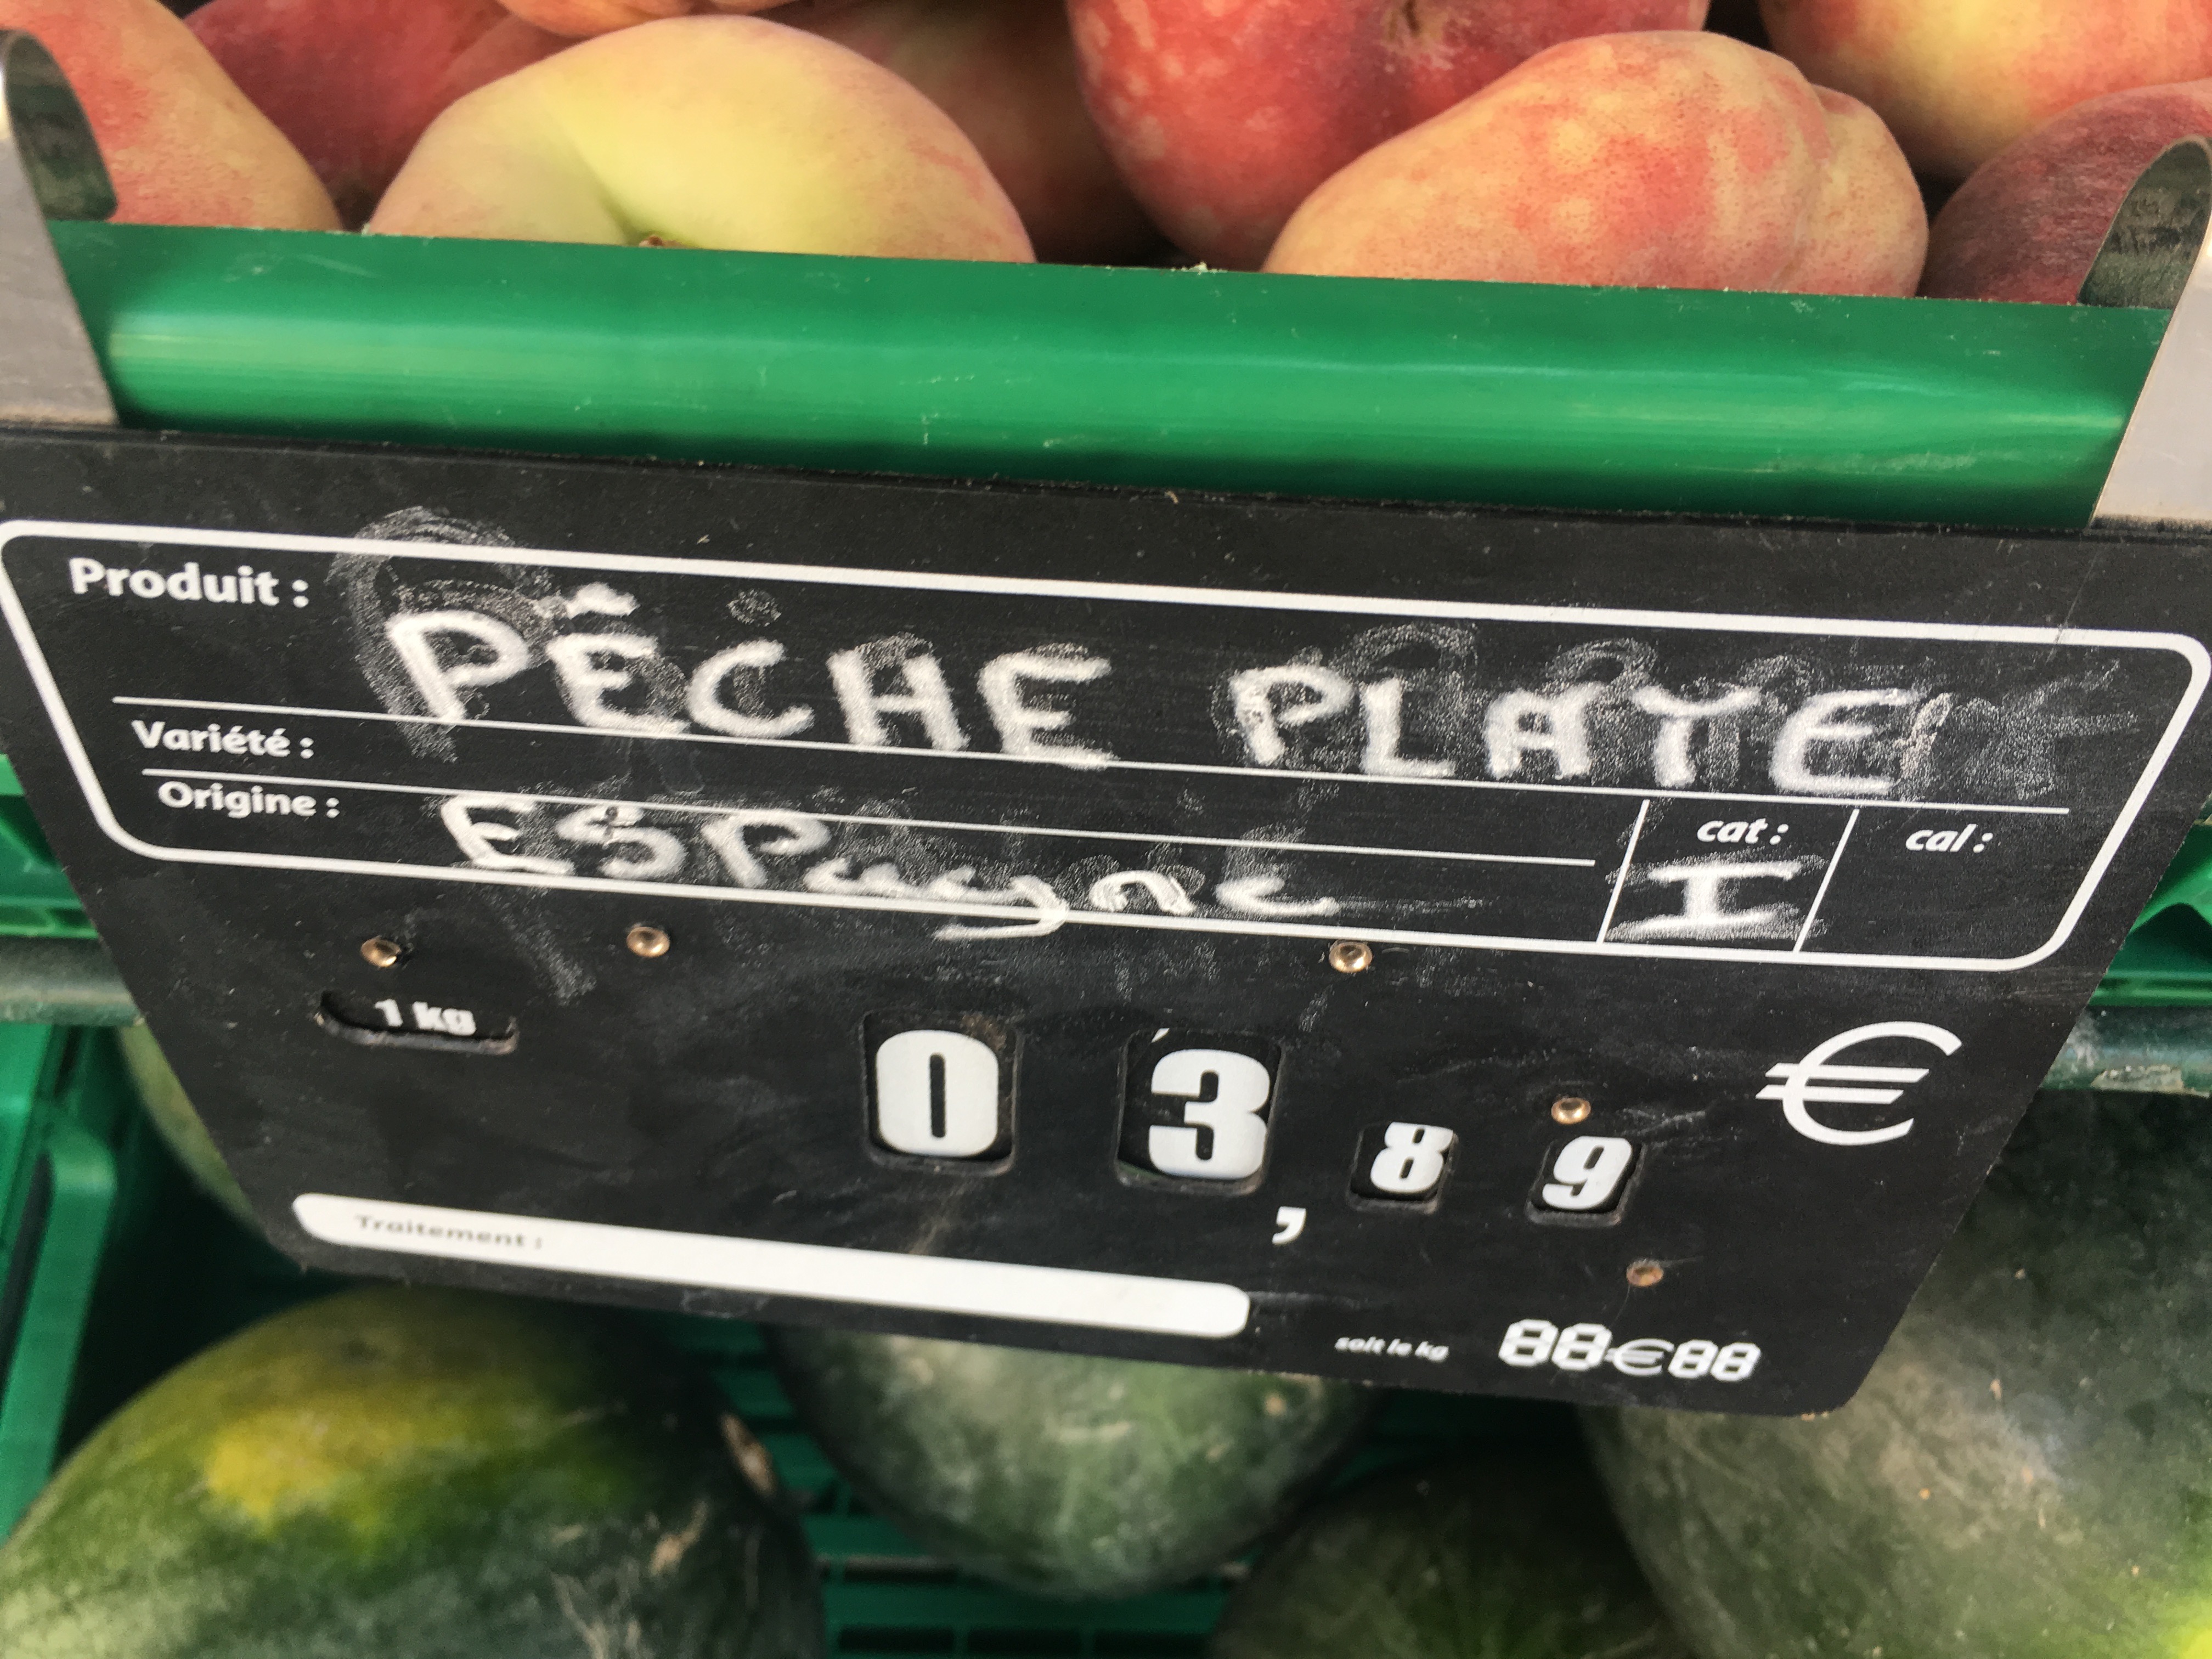 Produit :
PÊCHE PLATE
Variété :
Origine : ESPagne
cat : I
cal :
1 kg
03,89 €
Traitement :
soit le kg 88€88